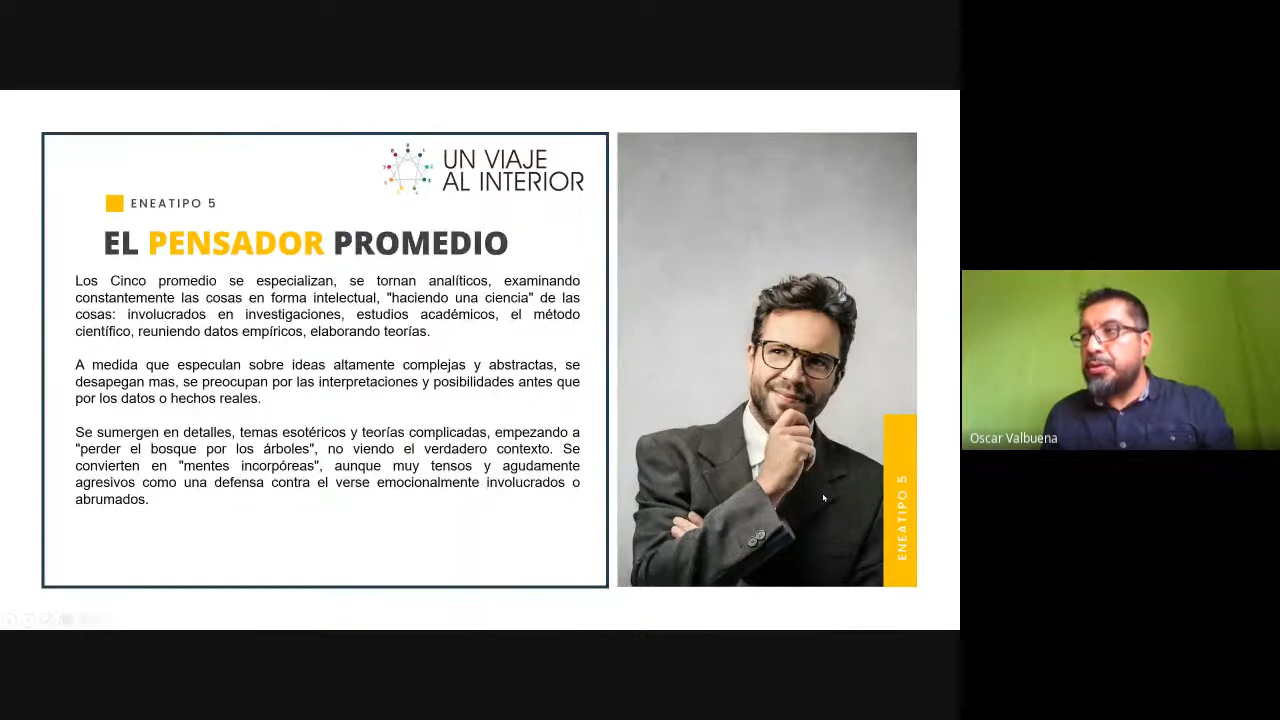 UN VIAJE
AL INTERIOR
ENEATIPO 5
EL PENSADOR PROMEDIO
Los Cinco promedio se especializan, se tornan analíticos, examinando
constantemente las cosas en forma intelectual, "haciendo una ciencia" de las
cosas: involucrados en investigaciones, estudios académicos, el método
científico, reuniendo datos empíricos, elaborando teorías.
A medida que especulan sobre ideas altamente complejas y abstractas, se
desapegan mas, se preocupan por las interpretaciones y posibilidades antes que
por los datos o hechos reales.
Se sumergen en detalles, temas esotéricos y teorías complicadas, empezando a
"perder el bosque por los árboles", no viendo el verdadero contexto. Se
convierten en "mentes incorpóreas", aunque muy tensos y agudamente
agresivos como una defensa contra el verse emocionalmente involucrados o
abrumados.
ENEATIPO 5
Oscar Valbuena